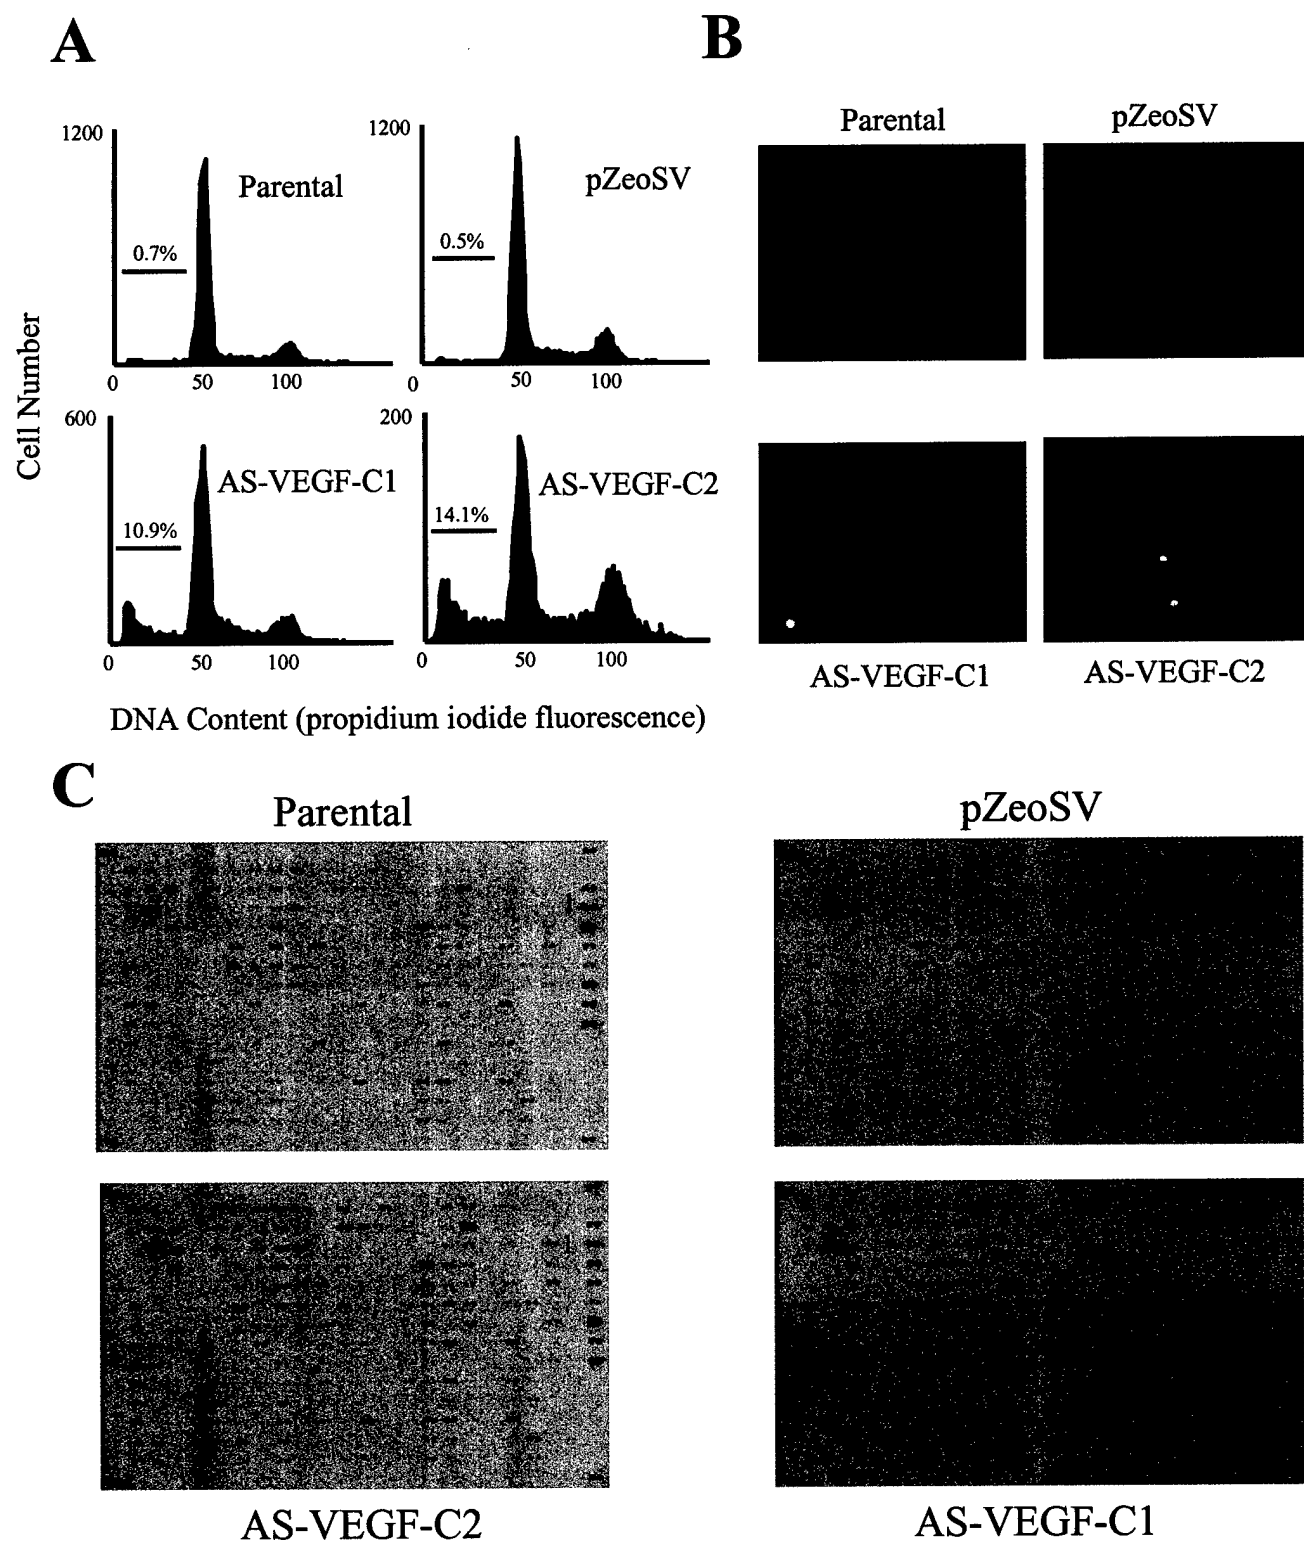 A
B
Parental
pZeoSV
1200
1200
Parental
pZeoSV
0.7%
0.5%
0
50
100
0
50
100
Cell Number
600
200
AS-VEGF-C1
AS-VEGF-C2
10.9%
14.1%
0
50
100
0
50
100
AS-VEGF-C1
AS-VEGF-C2
DNA Content (propidium iodide fluorescence)
C
Parental
pZeoSV
AS-VEGF-C2
AS-VEGF-C1